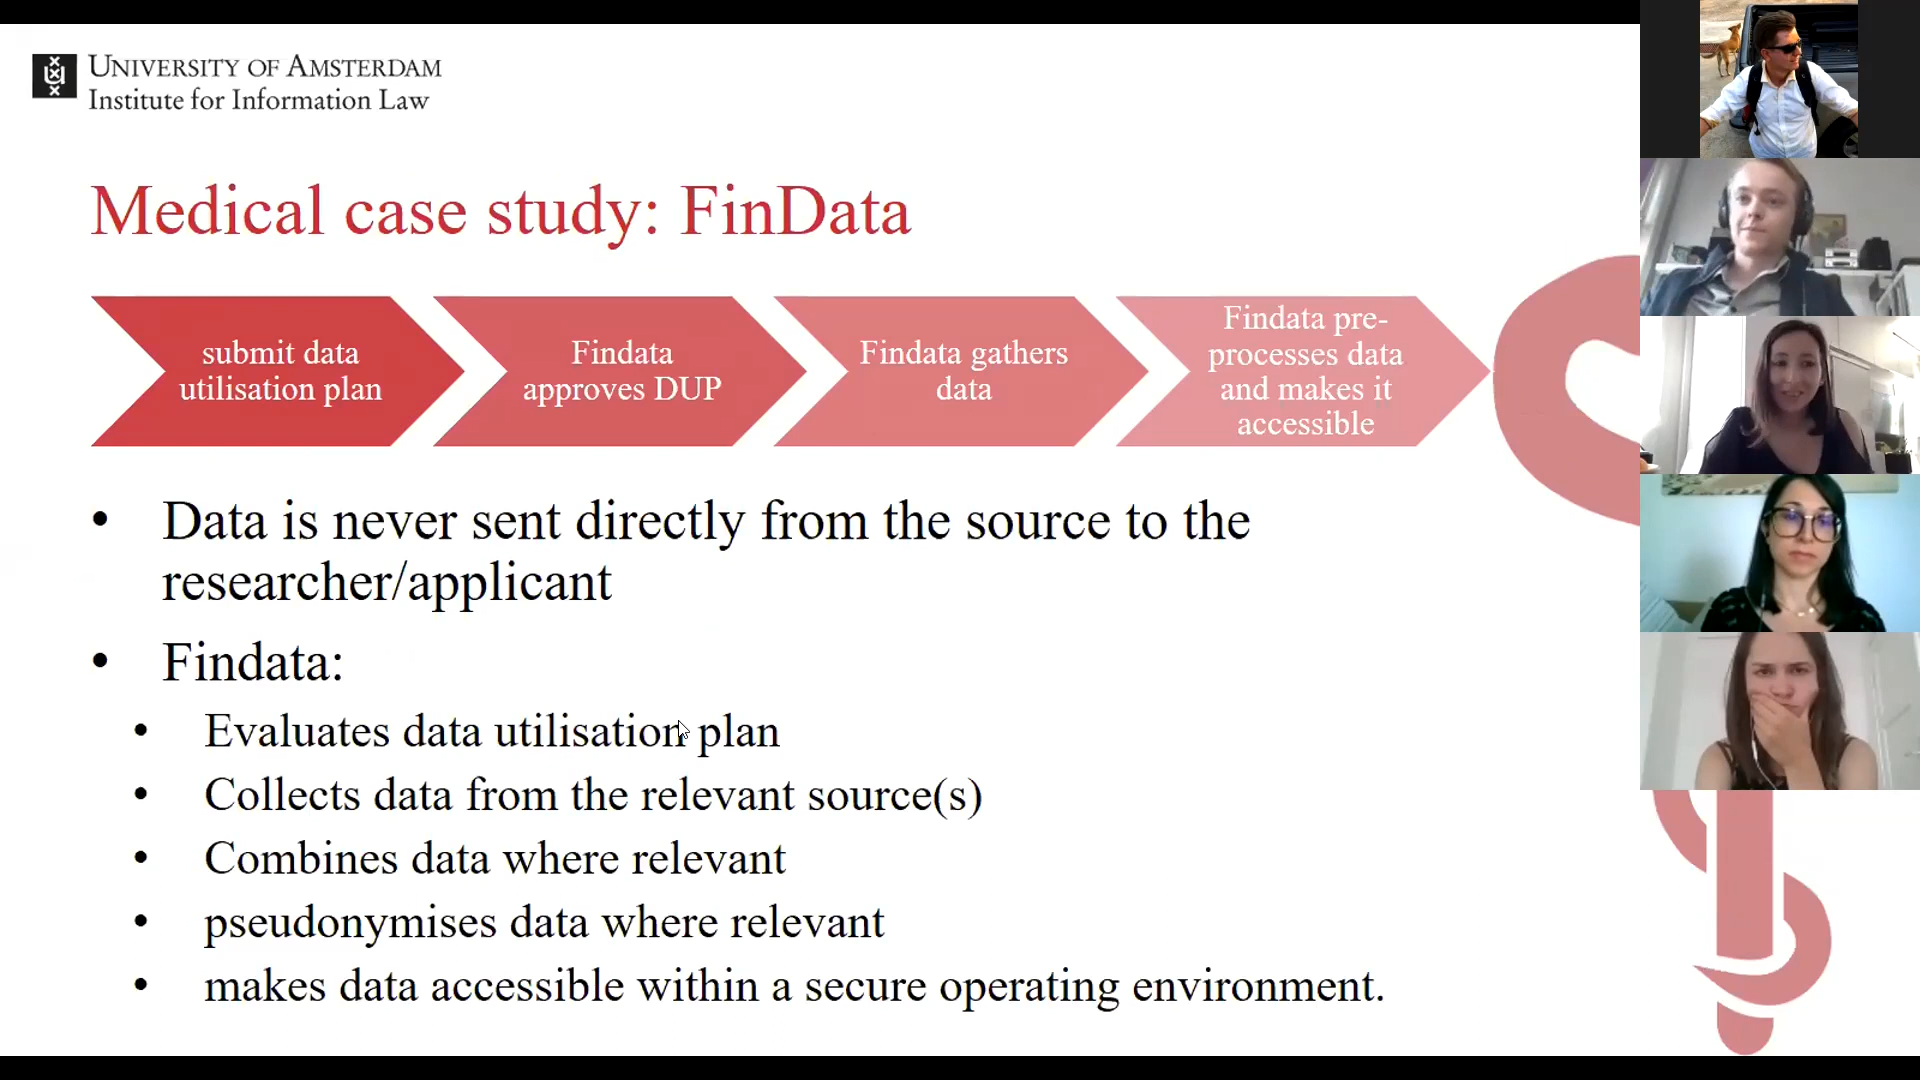 UNIVERSITY OF AMSTERDAM
Institute for Information Law
Medical case study: FinData
submit data
utilisation plan
Findata
approves DUP
Findata gathers
data
Findata pre-
processes data
and makes it
accessible
• Data is never sent directly from the source to the
researcher/applicant
• Findata:
• Evaluates data utilisation plan
• Collects data from the relevant source(s)
• Combines data where relevant
• pseudonymises data where relevant
• makes data accessible within a secure operating environment.